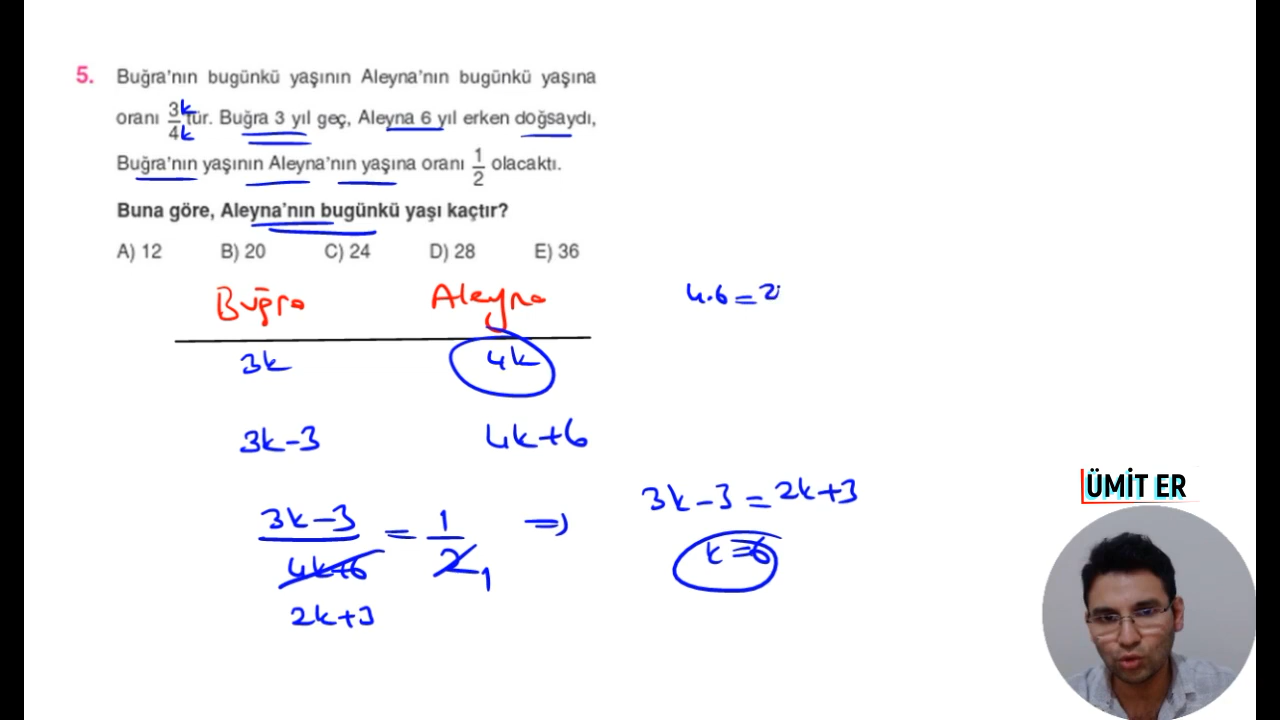 5. Buğra'nın bugünkü yaşının Aleyna'nın bugünkü yaşına
oranı 3k/4k tür. Buğra 3 yıl geç, Aleyna 6 yıl erken doğsaydı,
Buğra'nın yaşının Aleyna'nın yaşına oranı 1/2 olacaktı.
Buna göre, Aleyna'nın bugünkü yaşı kaçtır?
A) 12 B) 20 C) 24 D) 28 E) 36
Buğra Aleyna
4.6=2
3k 4k
3k-3 4k+6
3k-3 = 2k+3
3k-3/4k+6 = 1/2 1 =>
k=6
2k+3
ÜMİT ER